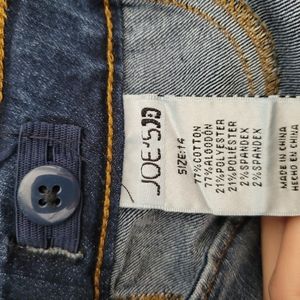 JOE'S
SIZE:14
77%COTTON
77%ALGODÓN
21%POLYESTER
21%POLIÉSTER
2%SPANDEX
2%SPANDEX
MADE IN CHINA
HECHO EN CHINA